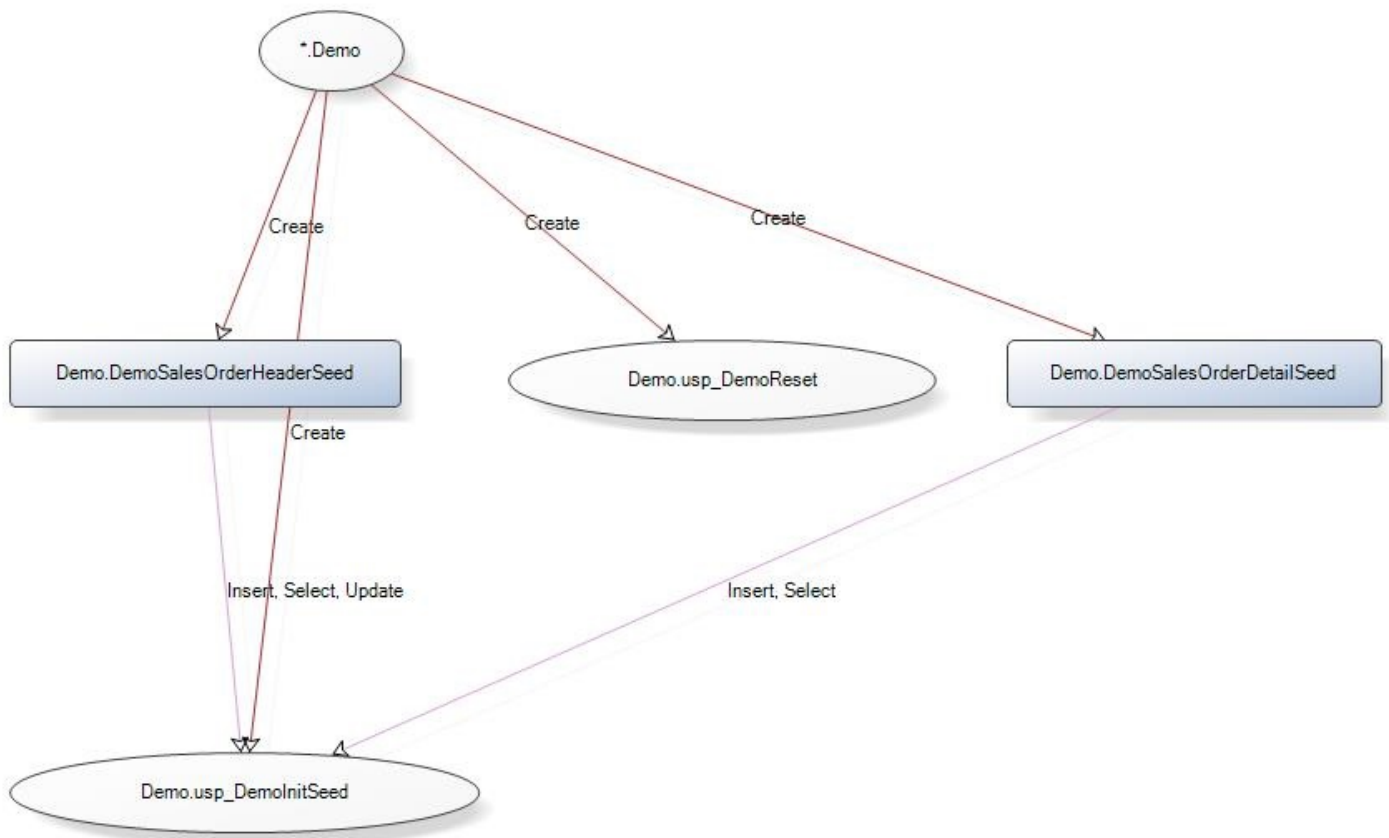 *.Demo
Create
Create
Create
Demo.DemoSalesOrderHeaderSeed
Demo.usp_DemoReset
Demo.DemoSalesOrderDetailSeed
Create
Insert, Select, Update
Insert, Select
Demo.usp_DemoInitSeed